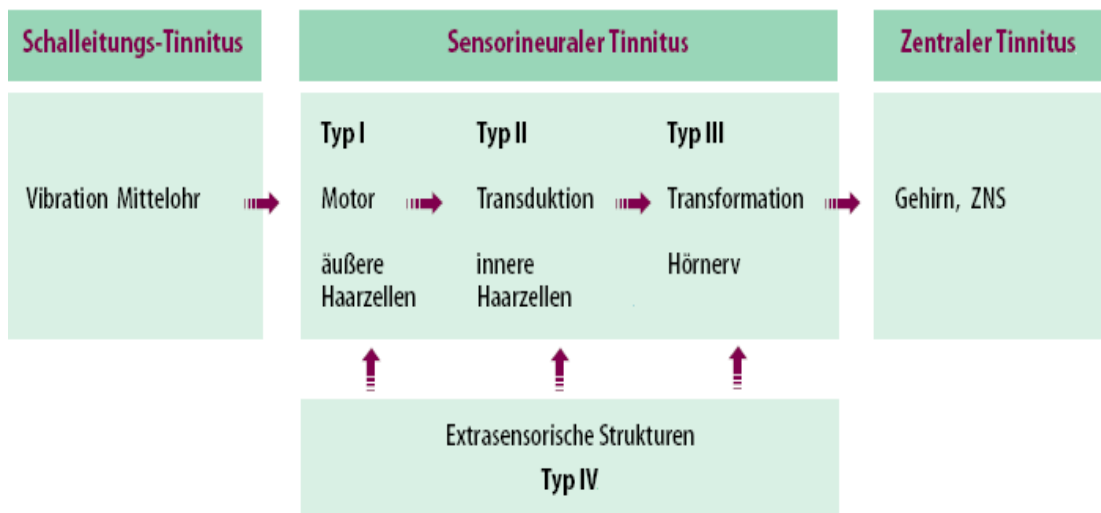 Schalleitungs-Tinnitus
Sensorineuraler Tinnitus
Zentraler Tinnitus
Vibration Mittelohr
Typ I
Typ II
Typ III
Motor
Transduktion
Transformation
äußere
Haarzellen
innere
Haarzellen
Hörnerv
Gehirn, ZNS
Extrasensorische Strukturen
Typ IV